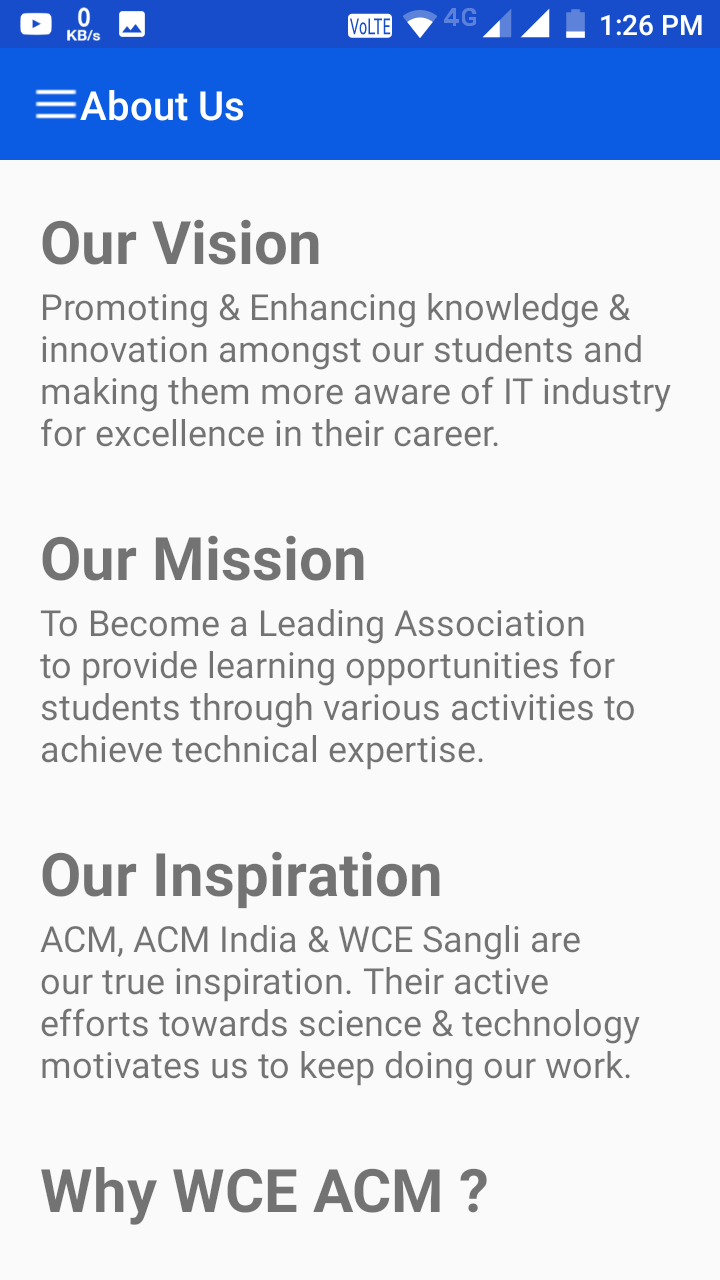 0
KB/s
VoLTE
4G
1:26 PM
About Us
Our Vision
Promoting & Enhancing knowledge &
innovation amongst our students and
making them more aware of IT industry
for excellence in their career.
Our Mission
To Become a Leading Association
to provide learning opportunities for
students through various activities to
achieve technical expertise.
Our Inspiration
ACM, ACM India & WCE Sangli are
our true inspiration. Their active
efforts towards science & technology
motivates us to keep doing our work.
Why WCE ACM ?